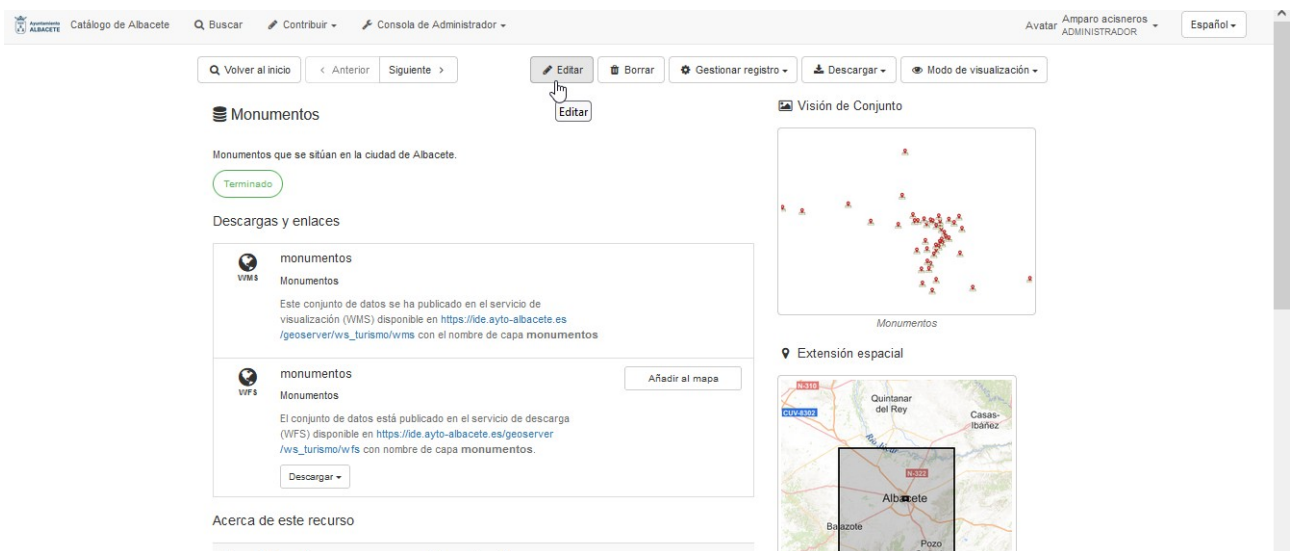 Ayuntamiento
ALBACETE
Catálogo de Albacete
Buscar
Contribuir
Consola de Administrador
Avatar
Amparo acisneros
ADMINISTRADOR
Español
Volver al inicio
< Anterior
Siguiente >
Editar
Borrar
Gestionar registro
Descargar
Modo de visualización
Editar
Monumentos
Monumentos que se sitúan en la ciudad de Albacete.
Terminado
Descargas y enlaces
WMS
monumentos
Monumentos
Este conjunto de datos se ha publicado en el servicio de
visualización (WMS) disponible en https://ide.ayto-albacete.es
/geoserver/ws_turismo/wms con el nombre de capa monumentos
WFS
monumentos
Añadir al mapa
Monumentos
El conjunto de datos está publicado en el servicio de descarga
(WFS) disponible en https://ide.ayto-albacete.es/geoserver
/ws_turismo/wfs con nombre de capa monumentos.
Descargar
Acerca de este recurso
Visión de Conjunto
Monumentos
Extensión espacial
N-310
CUV-8302
Quintanar
del Rey
Casas-
Ibáñez
Río Júcar
N-322
Albacete
Balazote
Pozo